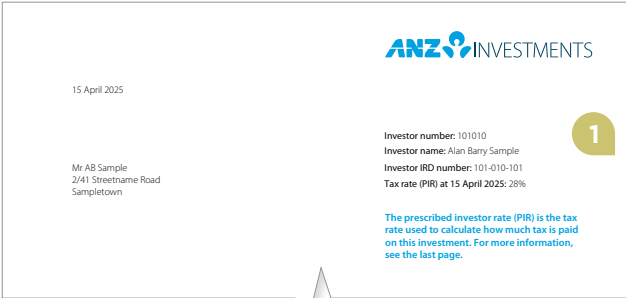 ANZ INVESTMENTS
15 April 2025
1
Investor number: 101010
Investor name: Alan Barry Sample
Investor IRD number: 101-010-101
Tax rate (PIR) at 15 April 2025: 28%
Mr AB Sample
2/41 Streetname Road
Sampletown
The prescribed investor rate (PIR) is the tax
rate used to calculate how much tax is paid
on this investment. For more information,
see the last page.